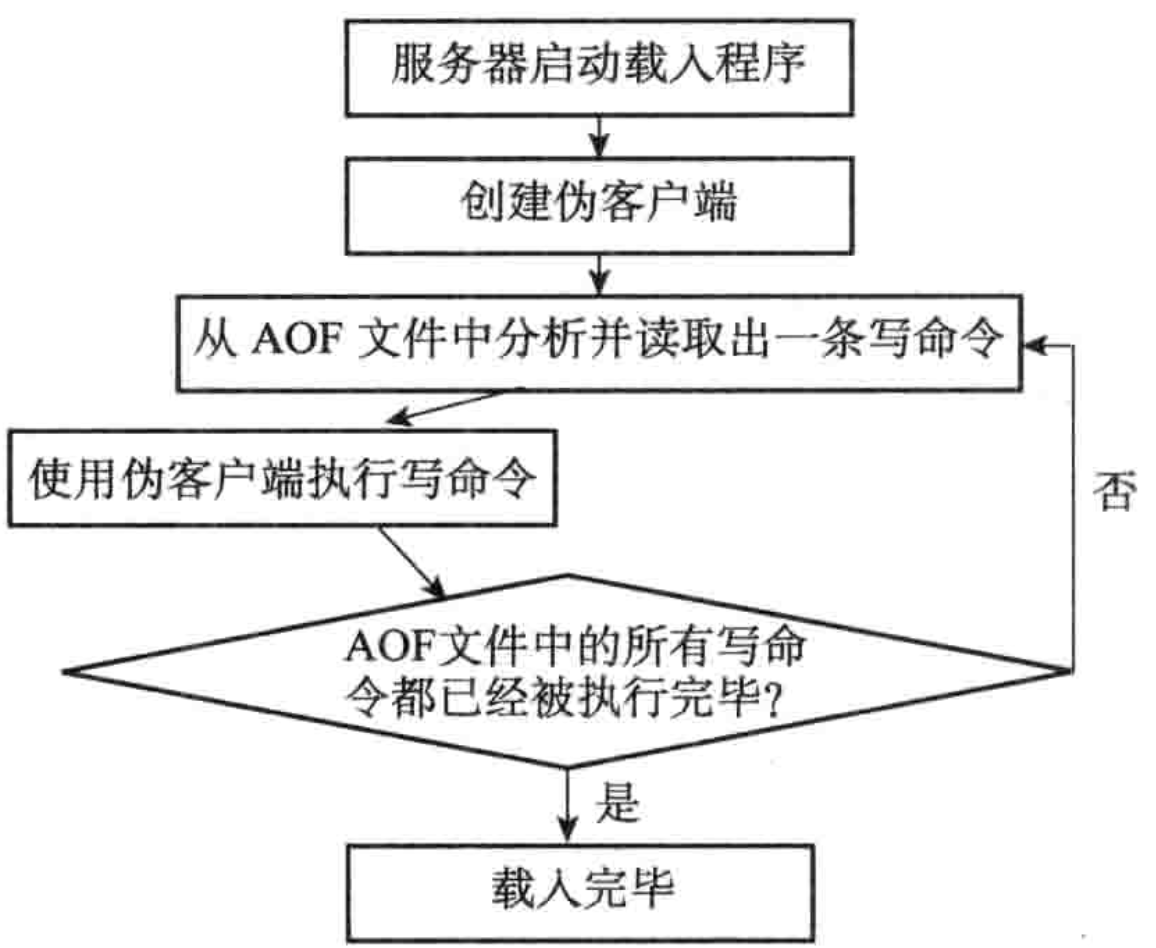 服务器启动载入程序
创建伪客户端
从 AOF 文件中分析并读取出一条写命令
使用伪客户端执行写命令
否
AOF文件中的所有写命
令都已经被执行完毕?
是
载入完毕